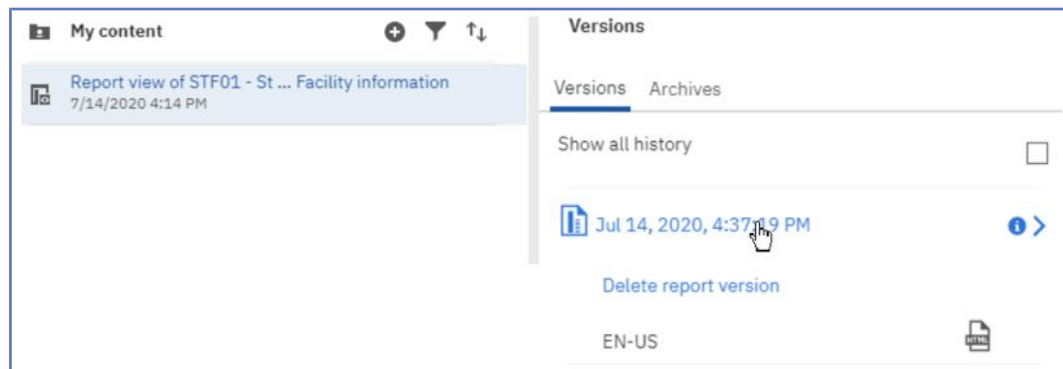 My content
Report view of STF01 - St ... Facility information
7/14/2020 4:14 PM
Versions
Versions Archives
Show all history
Jul 14, 2020, 4:37:19 PM
Delete report version
EN-US
HTML